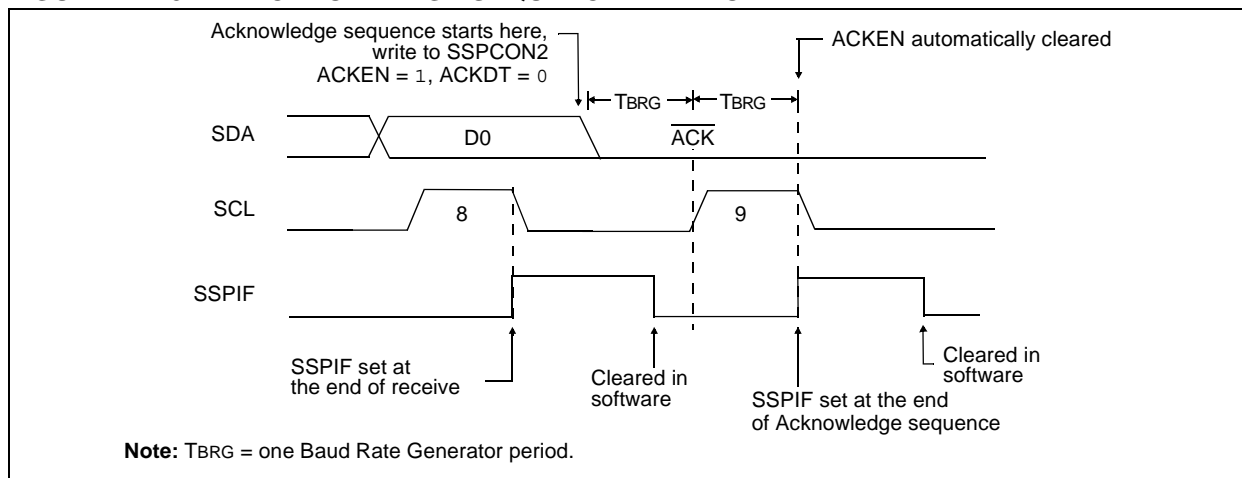 Acknowledge sequence starts here,
write to SSPCON2
ACKEN = 1, ACKDT = 0
ACKEN automatically cleared
TBRG
TBRG
SDA
D0
ACK
SCL
8
9
SSPIF
SSPIF set at
the end of receive
Cleared in
software
SSPIF set at the end
of Acknowledge sequence
Cleared in
software
Note: TBRG = one Baud Rate Generator period.